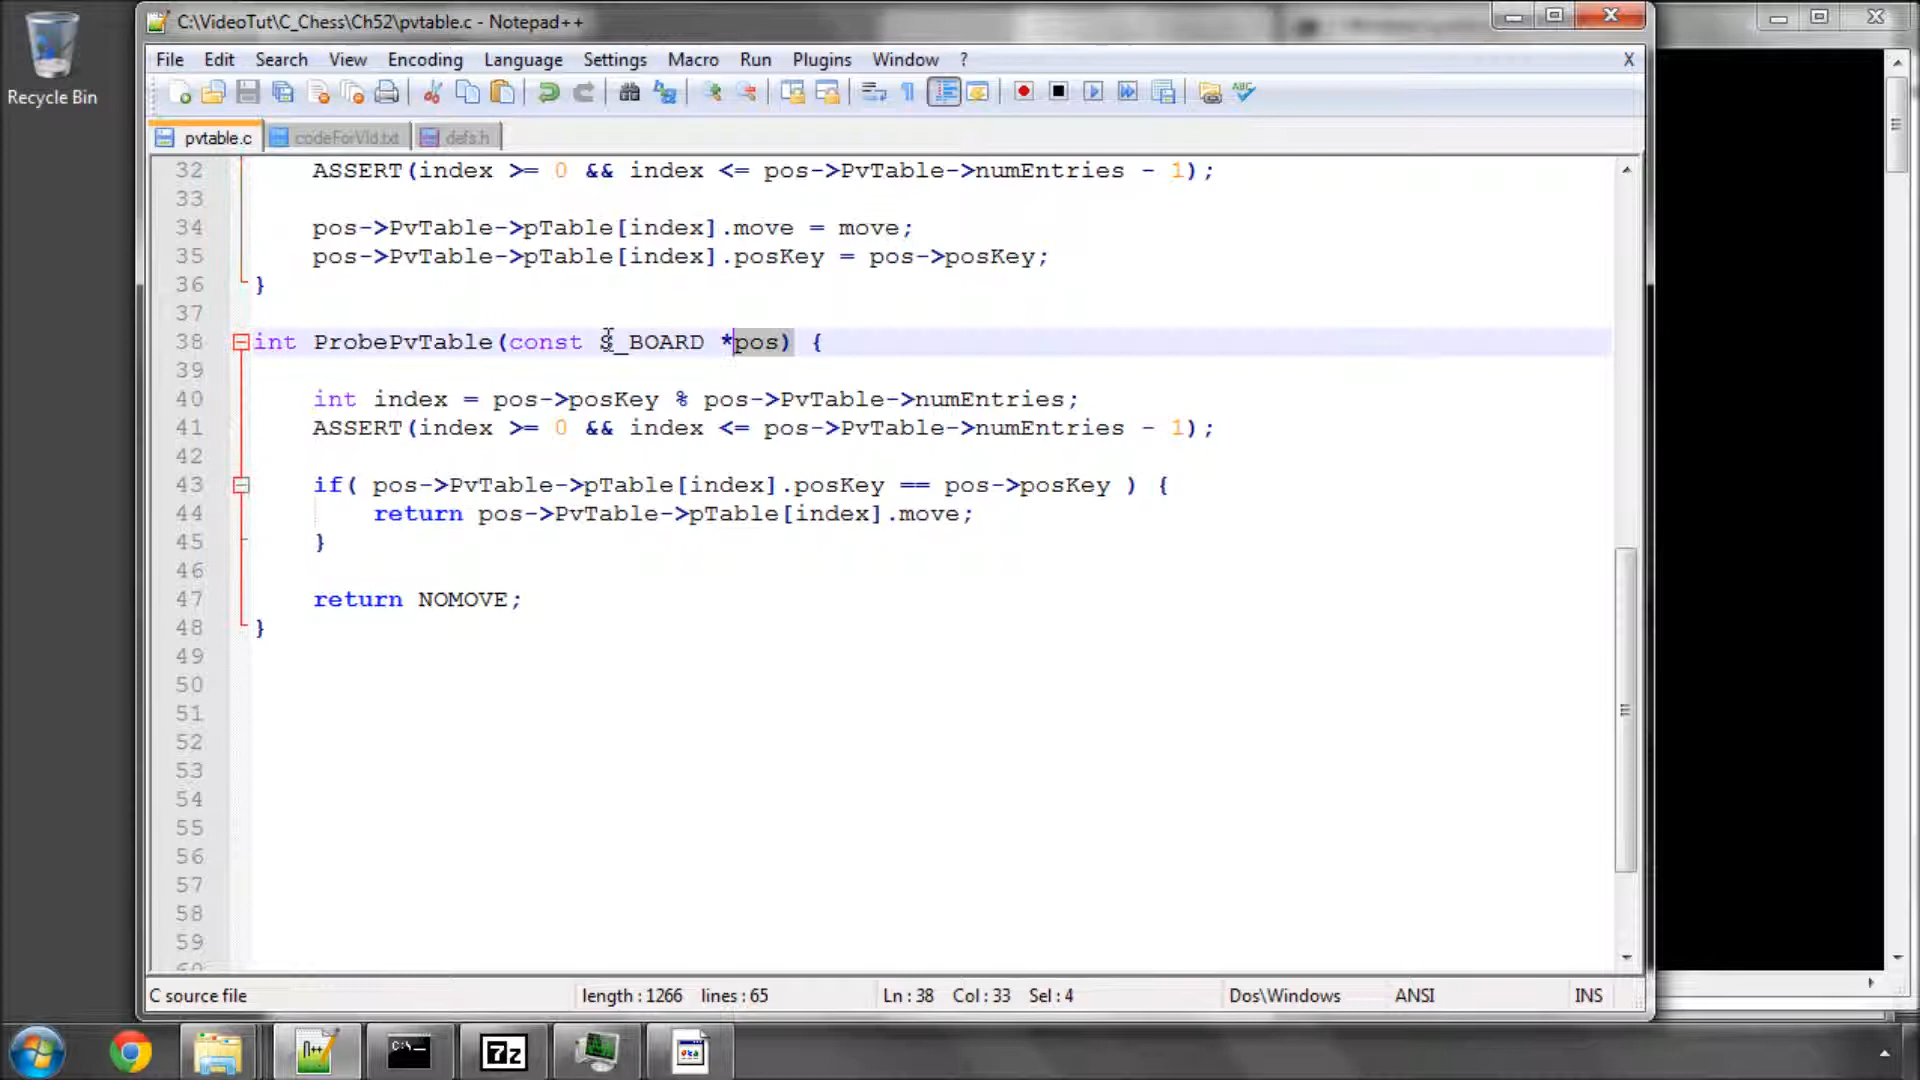 C:\VideoTut\C_Chess\Ch52\pvtable.c - Notepad++
File Edit Search View Encoding Language Settings Macro Run Plugins Window ? X
Recycle Bin
pvtable.c codeForVid.txt defs.h
32 ASSERT(index >= 0 && index <= pos->PvTable->numEntries - 1);
33
34 pos->PvTable->pTable[index].move = move;
35 pos->PvTable->pTable[index].posKey = pos->posKey;
36 }
37
38 int ProbePvTable(const S_BOARD *pos) {
39
40 int index = pos->posKey % pos->PvTable->numEntries;
41 ASSERT(index >= 0 && index <= pos->PvTable->numEntries - 1);
42
43 if( pos->PvTable->pTable[index].posKey == pos->posKey ) {
44 return pos->PvTable->pTable[index].move;
45 }
46
47 return NOMOVE;
48 }
49
50
51
52
53
54
55
56
57
58
59
60
C source file length : 1266 lines : 65 Ln : 38 Col : 33 Sel : 4 Dos\Windows ANSI INS
7z